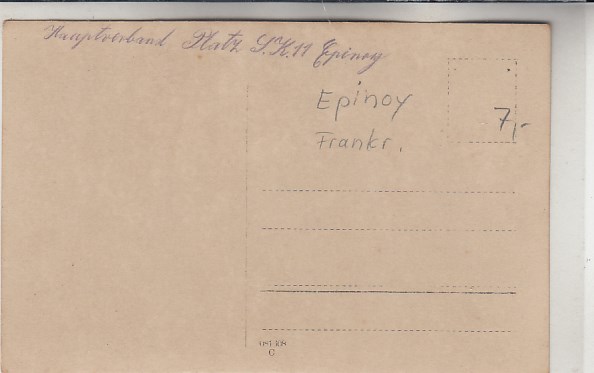 Hauptverband Platz S.K.11 Epinoy
Epinoy
7,-
Frankr.
C